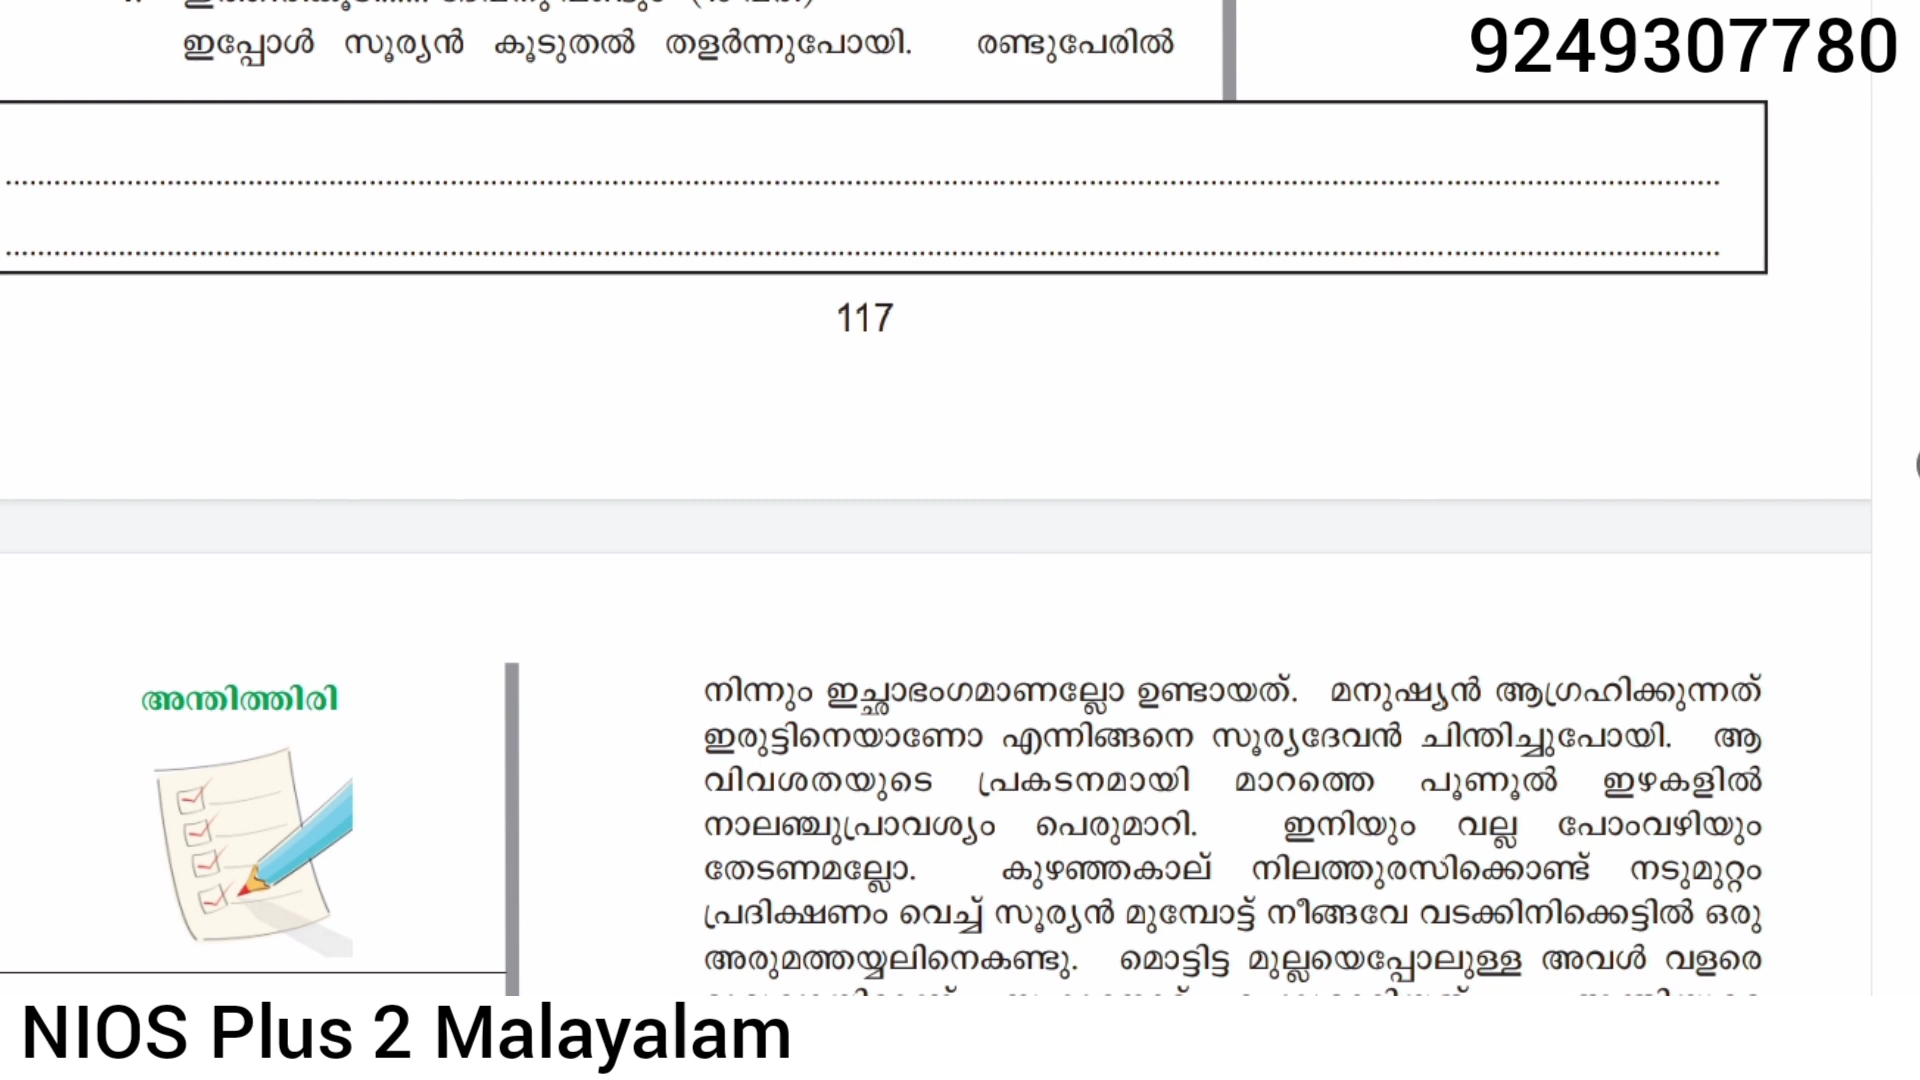 9249307780
ഇപ്പോൾ സൂര്യൻ കൂടുതൽ തളർന്നുപോയി. രണ്ടുപേരിൽ
117
അന്തിത്തിരി
നിന്നും ഇച്ഛാഭംഗമാണല്ലോ ഉണ്ടായത്. മനുഷ്യൻ ആഗ്രഹിക്കുന്നത്
ഇരുട്ടിനെയാണോ എന്നിങ്ങനെ സൂര്യദേവൻ ചിന്തിച്ചുപോയി. ആ
വിവശതയുടെ പ്രകടനമായി മാറത്തെ പൂണൂൽ ഇഴകളിൽ
നാലഞ്ചുപ്രാവശ്യം പെരുമാറി. ഇനിയും വല്ല പോംവഴിയും
തേടണമല്ലോ. കുഴഞ്ഞകാല് നിലത്തുരസിക്കൊണ്ട് നടുമുറ്റം
പ്രദിക്ഷണം വെച്ച് സൂര്യൻ മുമ്പോട്ട് നീങ്ങവേ വടക്കിനിക്കെട്ടിൽ ഒരു
അരുമത്തയ്യലിനെകണ്ടു. മൊട്ടിട്ട മുല്ലയെപ്പോലുള്ള അവൾ വളരെ
NIOS Plus 2 Malayalam